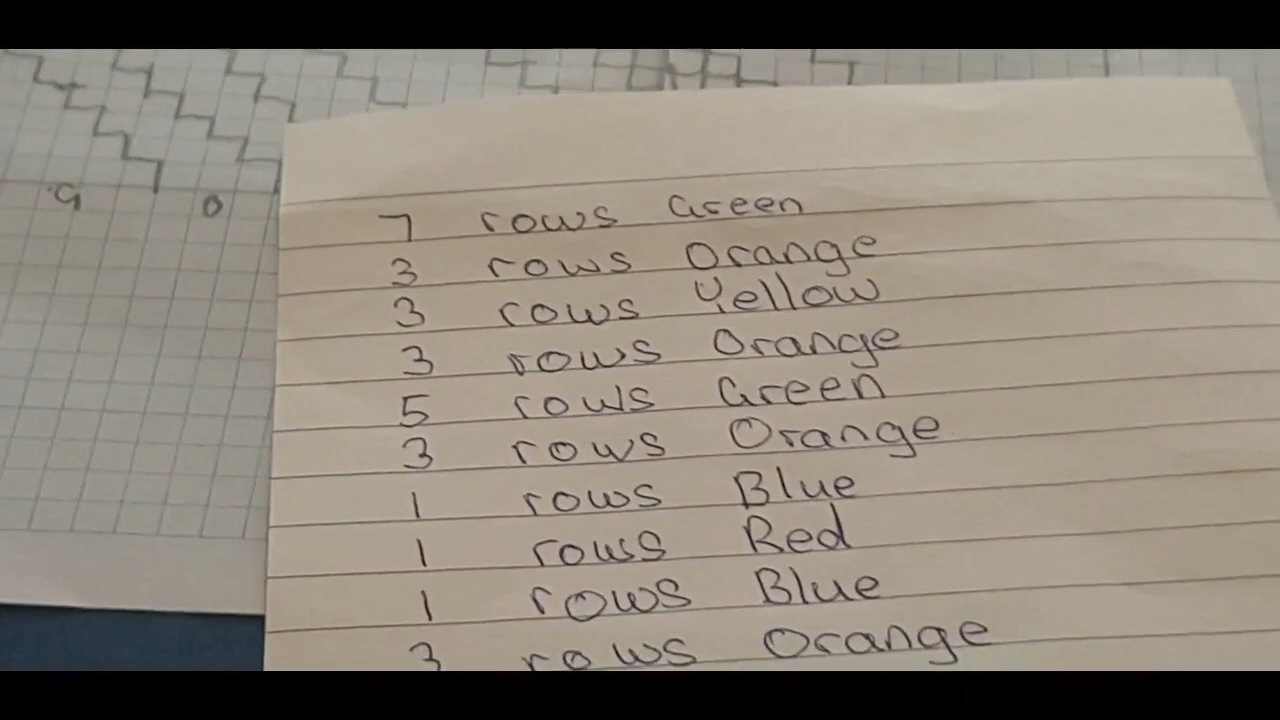 G
O
7 rows Green
3 rows Orange
3 rows Yellow
3 rows Orange
5 rows Green
3 rows Orange
1 rows Blue
1 rows Red
1 rows Blue
3 rows Orange